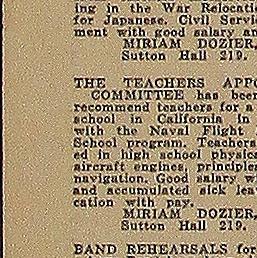 ing in the War Relocati
for Japanese. Civil Servi
ment with good salary an
MIRIAM DOZIER,
Sutton Hall 219.
THE TEACHERS APPO
COMMITTEE has been
recommend teachers for a
school in California in
with the Naval Flight
School program. Teachers
ed in high school physic
aircraft engines, principle
navigation. Good salary w
and accumulated sick leav
cation with pay.
MIRIAM DOZIER,
Sutton Hall 219.
BAND REHEARSALS for